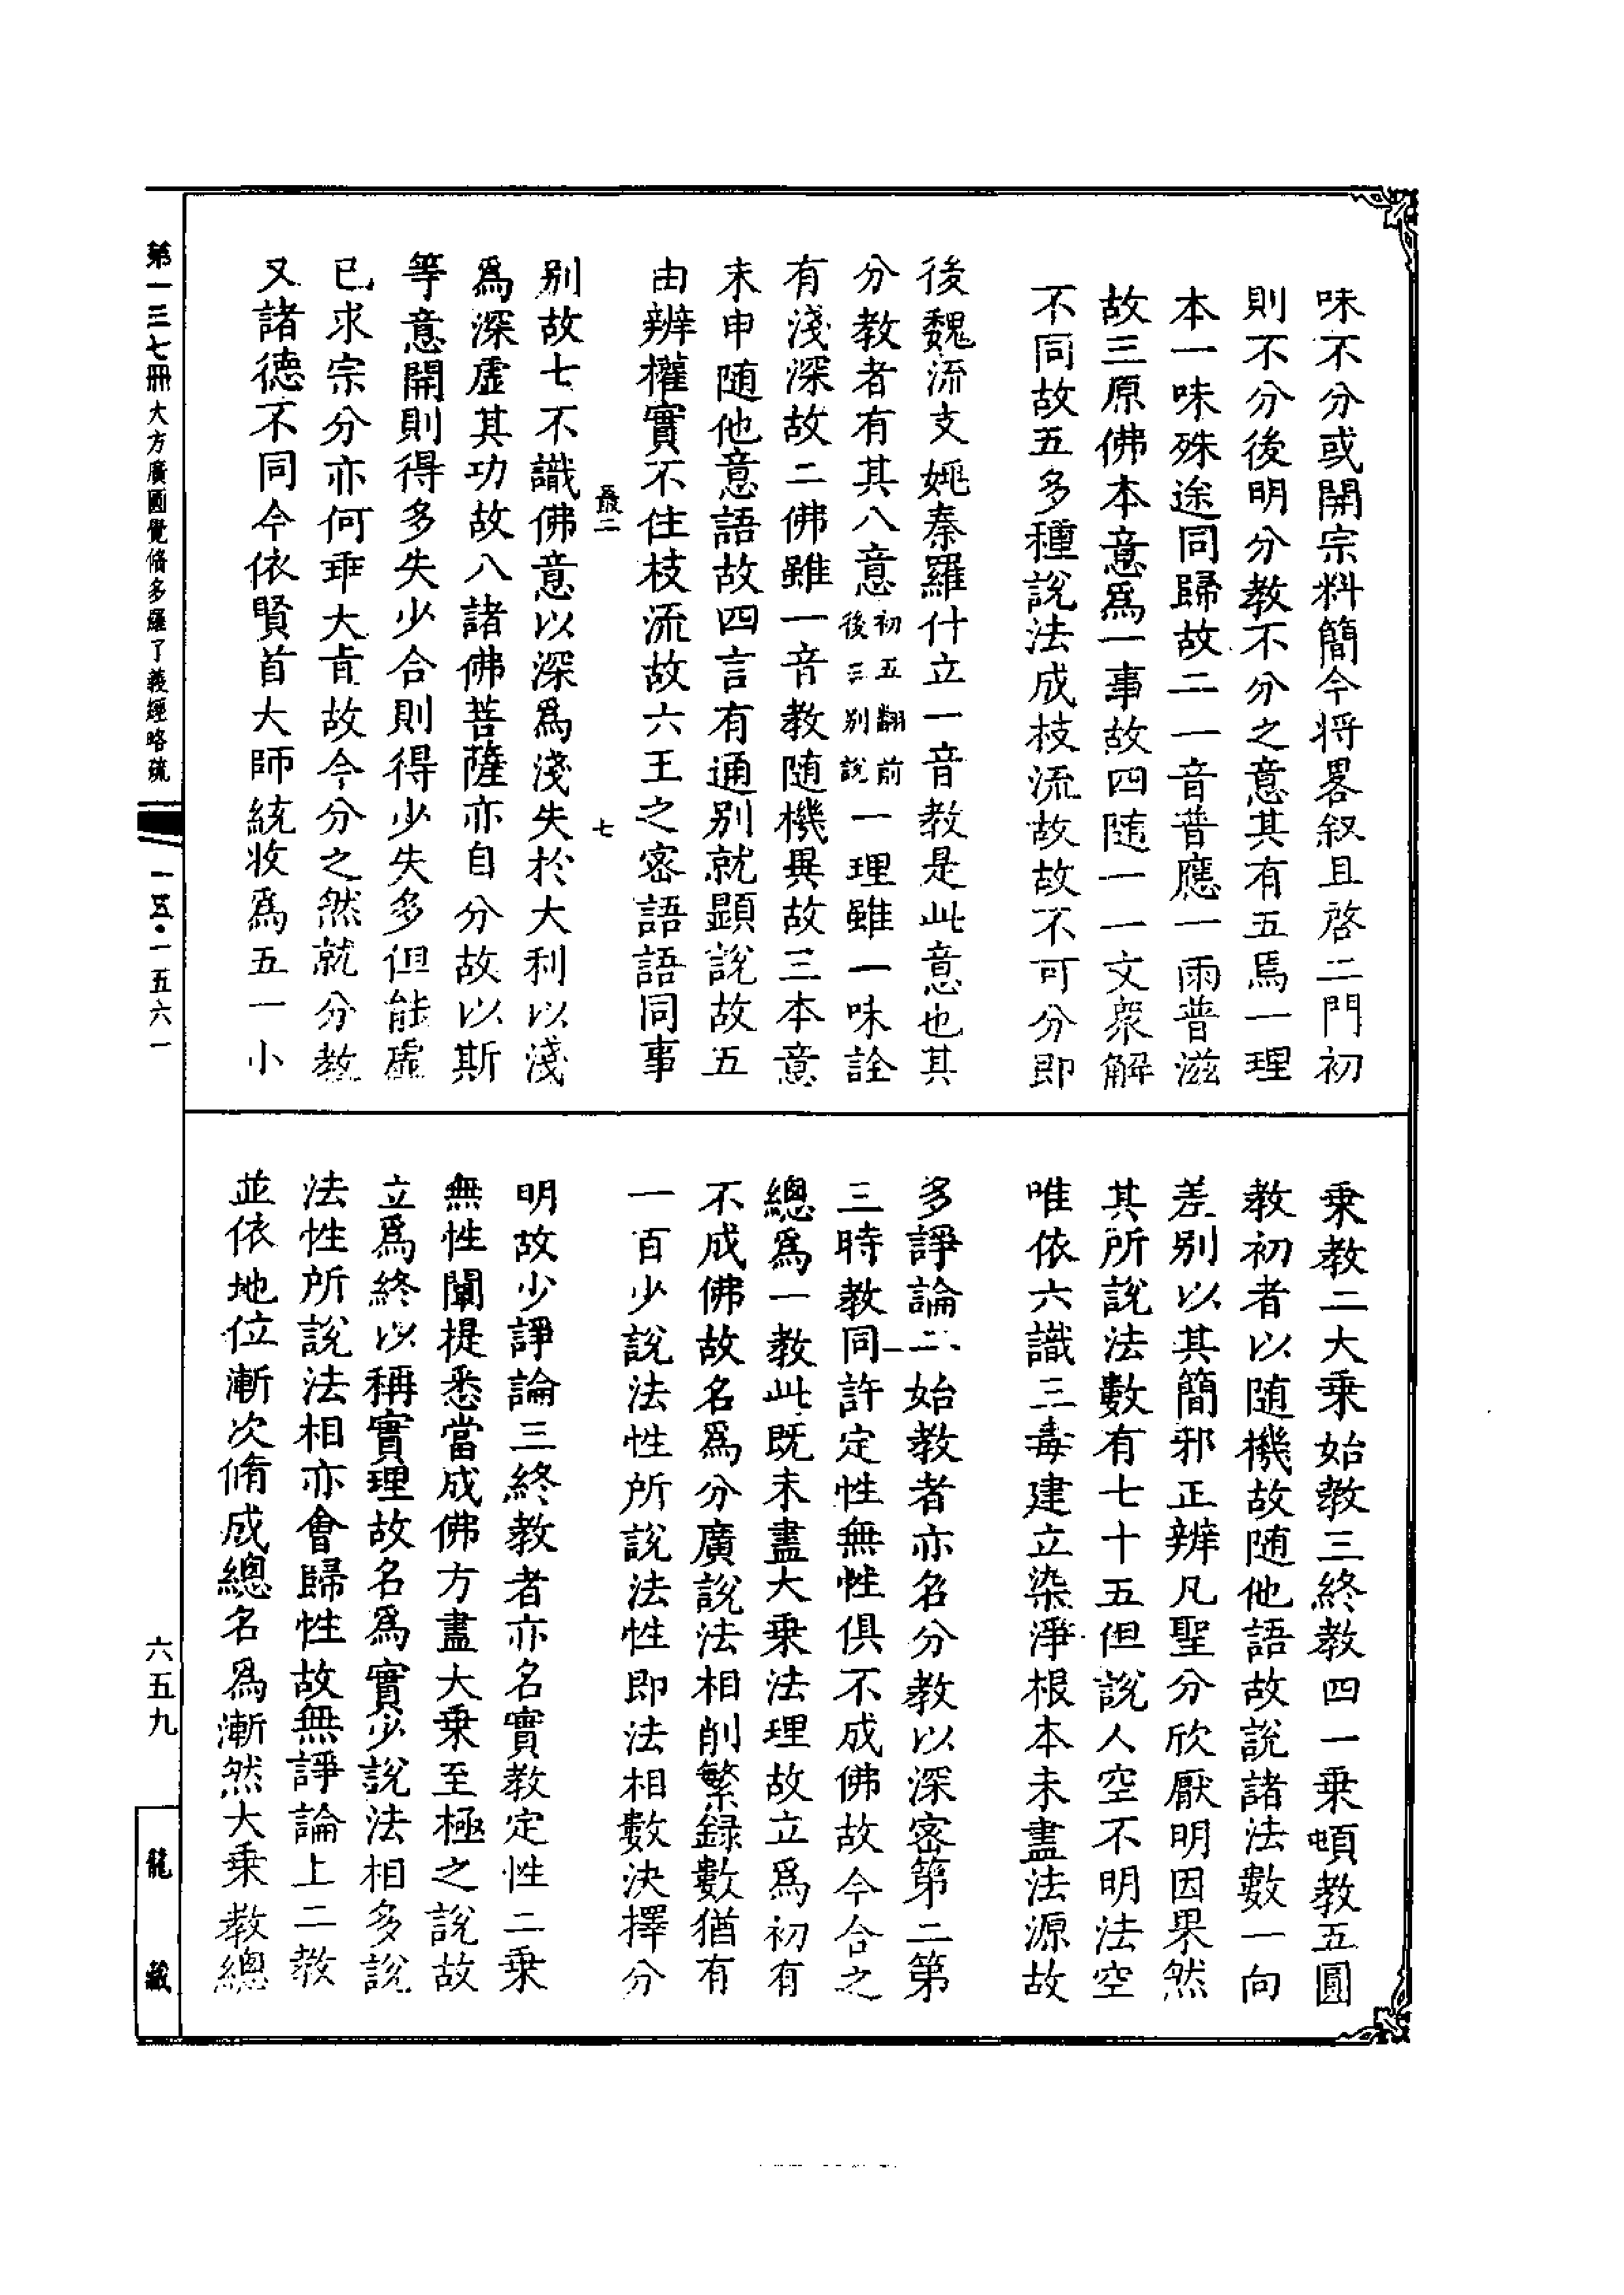 味不分或開宗料簡今將畧叙且啓二門初
則不分後明分教不分之意其有五焉一理
本一味殊途同歸故二一音普應一雨普滋
故三原佛本意爲一事故四随一一文衆解
不同故五多種說法成枝流故故不可分即
後魏流支姚秦羅什立一音教是此意也其
分教者有其八意初五翻前後三别說一理雖一味詮
有淺深故二佛雖一音教随機異故三本意
未申随他意語故四言有通别就顯說故五
由辨權實不住枝流故六王之密語語同事
最二 七
别故七不識佛意以深爲淺失於大利以淺
爲深虛其功故八諸佛菩薩亦自分故以斯
等意開則得多失少合則得少失多但能虛
已求宗分亦何乖大旨故今分之然就分教
又諸德不同今依賢首大師統收爲五一小
乗教二大乗始教三終教四一乗頓教五圓
教初者以随機故随他語故說諸法數一向
差别以其簡邪正辨凡聖分欣厭明因果然
其所說法數有七十五但說人空不明法空
唯依六識三毒建立染淨根本未盡法源故
多諍論二始教者亦名分教以深密第二第
三時教同許定性無性俱不成佛故今合之
總爲一教此既未盡大乗法理故立爲初有
不成佛故名爲分廣說法相削繁録數猶有
一百少說法性所說法性即法相數決擇分
明故少諍論三終教者亦名實教定性二乗
無性闡提悉當成佛方盡大乗至極之說故
立爲終以稱實理故名爲實少說法相多說
法性所說法相亦會歸性故無諍論上二教
並依地位漸次脩成總名爲漸然大乗教總
第一三七冊 大方廣圓覺脩多羅了義經略疏 一五·一五六一
六五九
龍藏